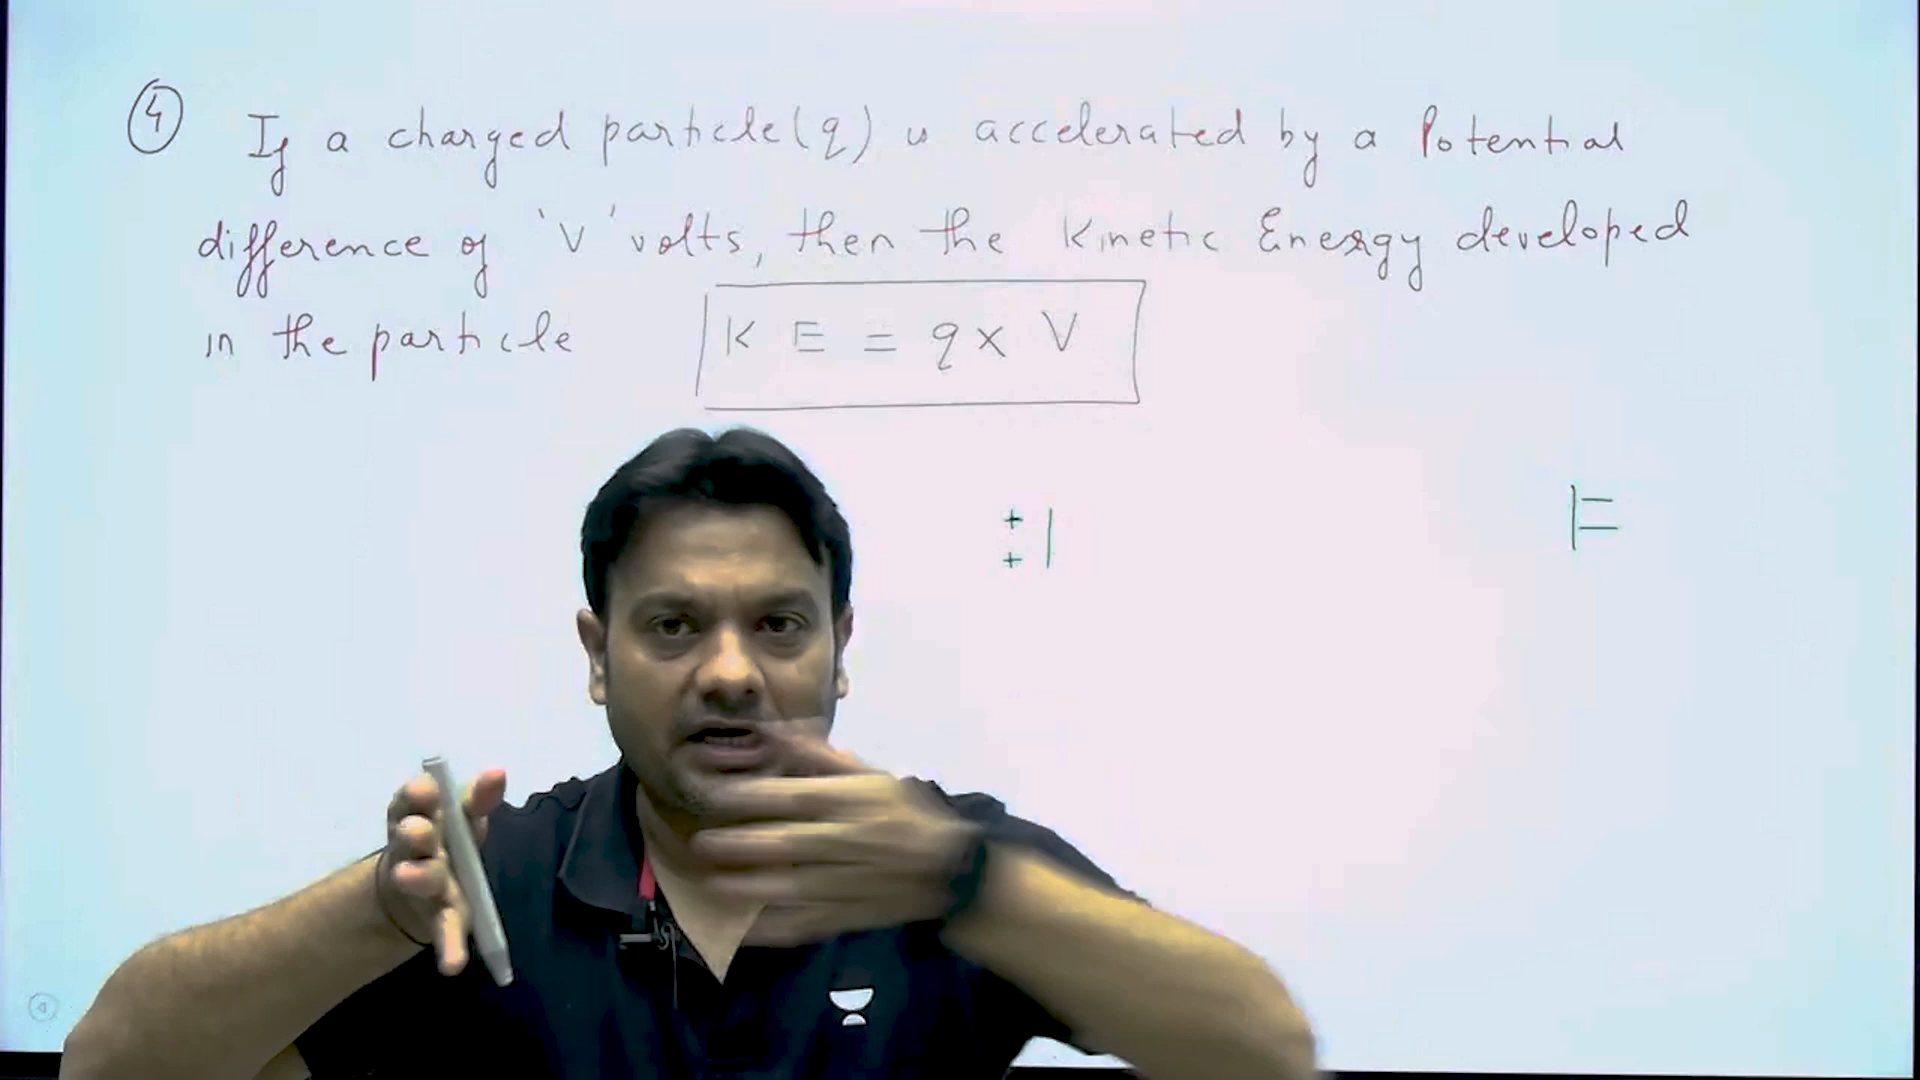 ④ If a charged particle (q) is accelerated by a Potential
difference of 'V' volts, then the Kinetic Energy developed
in the particle KE = q x V
+ |
+
|=